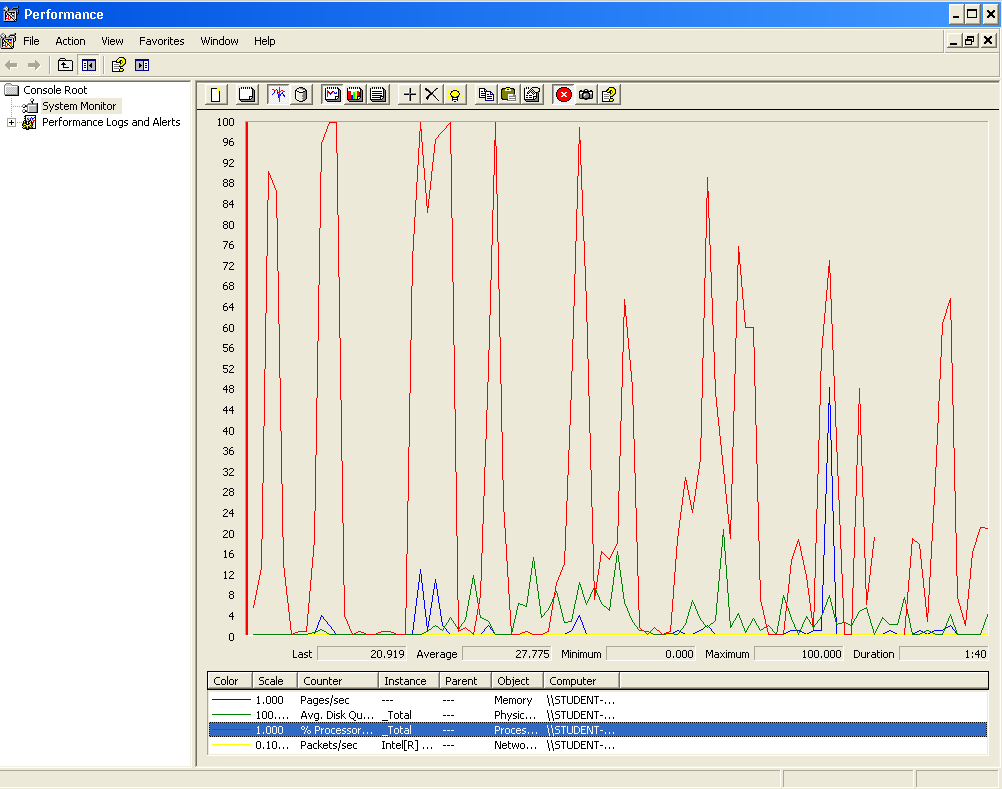 Performance
File Action View Favorites Window Help
Console Root
System Monitor
Performance Logs and Alerts
100
96
92
88
84
80
76
72
68
64
60
56
52
48
44
40
36
32
28
24
20
16
12
8
4
0
Last 20.919 Average 27.775 Minimum 0.000 Maximum 100.000 Duration 1:40
Color Scale Counter Instance Parent Object Computer
1.000 Pages/sec --- --- Memory \\STUDENT-...
100.... Avg. Disk Qu... _Total --- Physic... \\STUDENT-...
1.000 % Processor... _Total --- Proces... \\STUDENT-...
0.10... Packets/sec Intel[R] ... --- Netwo... \\STUDENT-...